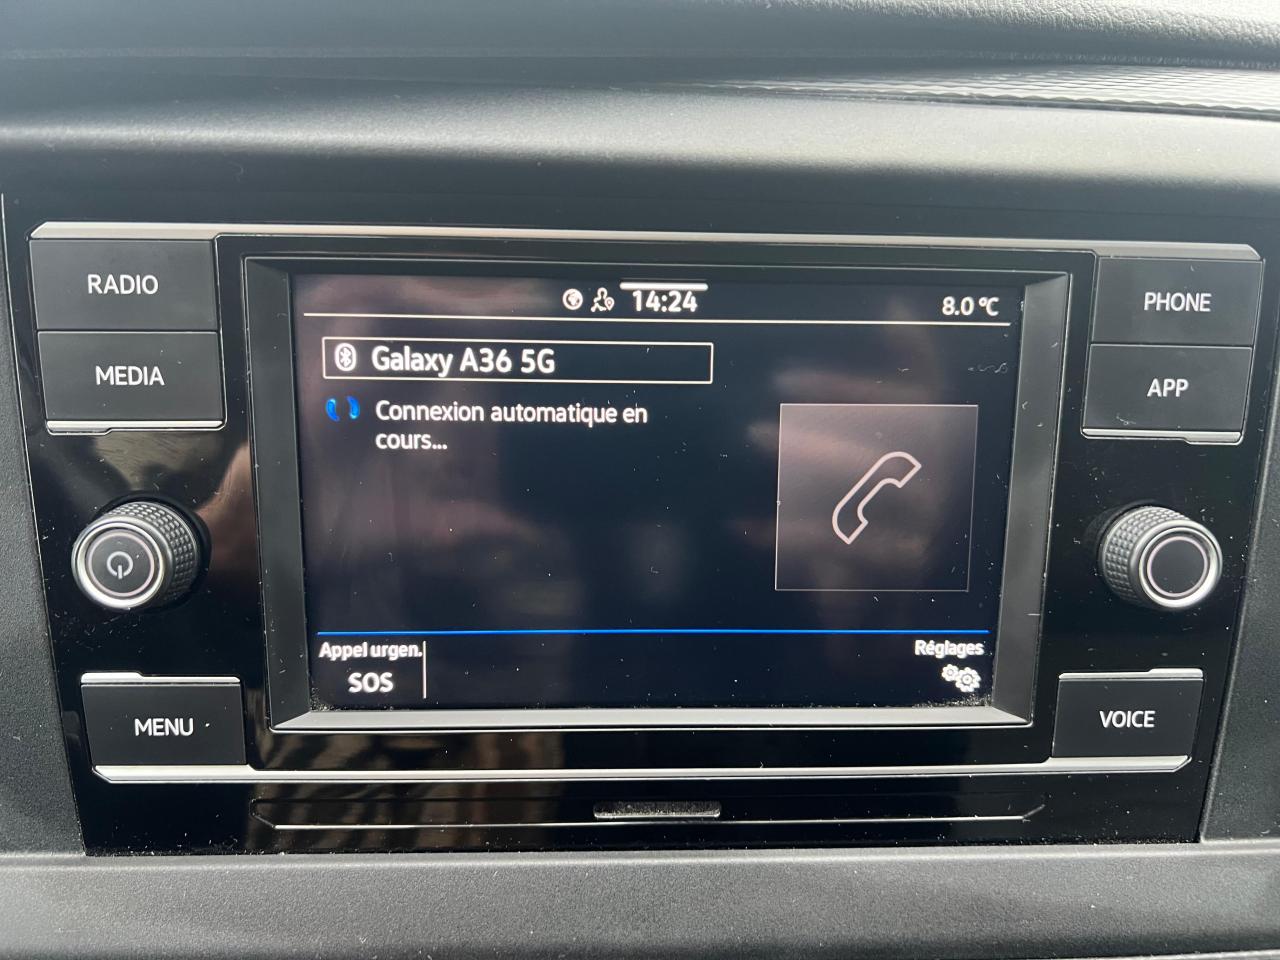 RADIO
MEDIA
MENU
14:24
8.0 °C
Galaxy A36 5G
Connexion automatique en
cours...
Appel urgen.
SOS
Réglages
PHONE
APP
VOICE